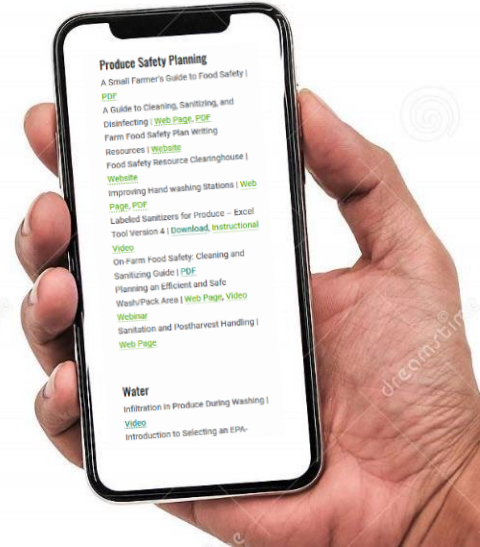 Produce Safety Planning
A Small Farmer's Guide to Food Safety |
PDF
A Guide to Cleaning, Sanitizing, and
Disinfecting | Web Page, PDF
Farm Food Safety Plan Writing
Resources | Website
Food Safety Resource Clearinghouse |
Website
Improving Hand washing Stations | Web
Page, PDF
Labeled Sanitizers for Produce – Excel
Tool Version 4 | Download, Instructional
Video
On-Farm Food Safety: Cleaning and
Sanitizing Guide | PDF
Planning an Efficient and Safe
Wash/Pack Area | Web Page, Video
Webinar
Sanitation and Postharvest Handling |
Web Page
Water
Infiltration in Produce During Washing |
Video
Introduction to Selecting an EPA-
dreamstime